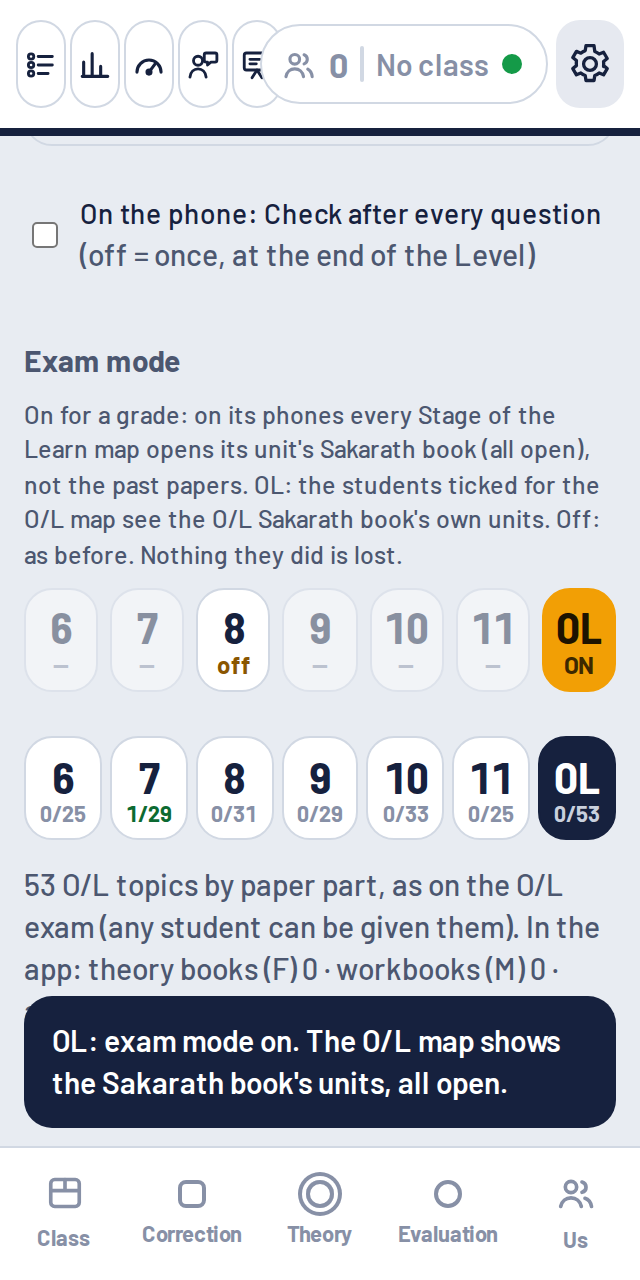 0 | No class
On the phone: Check after every question
(off = once, at the end of the Level)
Exam mode
On for a grade: on its phones every Stage of the
Learn map opens its unit's Sakarath book (all open),
not the past papers. OL: the students ticked for the
O/L map see the O/L Sakarath book's own units. Off:
as before. Nothing they did is lost.
6 7 8 9 10 11 OL
– – off – – – ON
6 7 8 9 10 11 OL
0/25 1/29 0/31 0/29 0/33 0/25 0/53
53 O/L topics by paper part, as on the O/L
exam (any student can be given them). In the
app: theory books (F) 0 · workbooks (M) 0 ·
OL: exam mode on. The O/L map shows
the Sakarath book's units, all open.
Class Correction Theory Evaluation Us